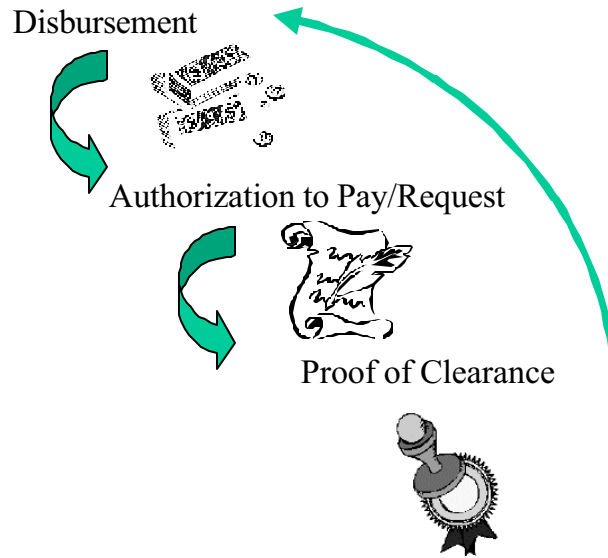 Disbursement
Authorization to Pay/Request
Proof of Clearance